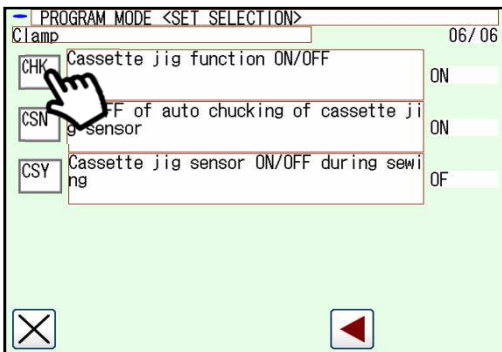 PROGRAM MODE <SET SELECTION>
Clamp 06/06
CHK Cassette jig function ON/OFF ON
CSN FF of auto chucking of cassette ji
g sensor ON
CSY Cassette jig sensor ON/OFF during sewi
ng OF